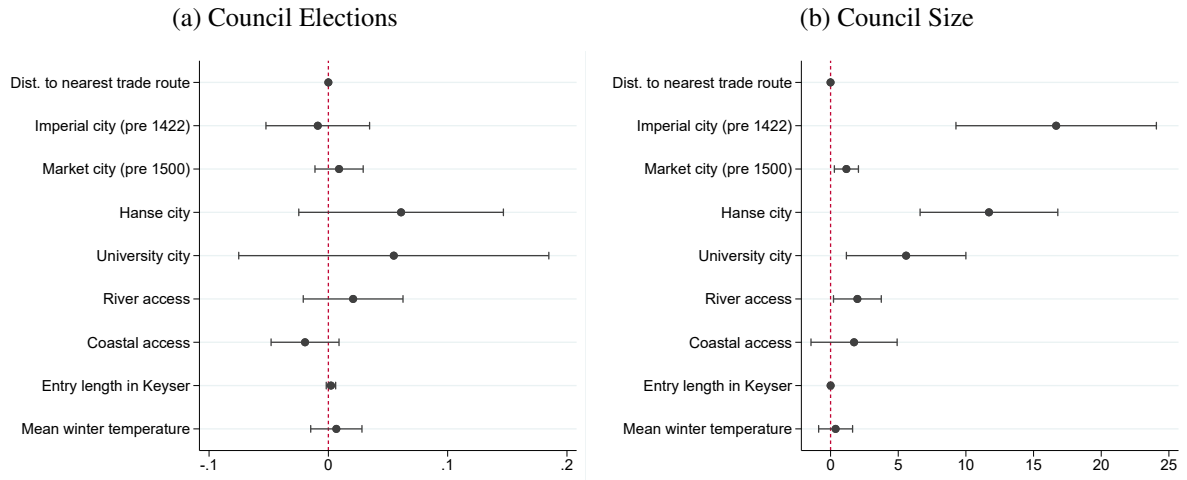 (a) Council Elections
Dist. to nearest trade route
Imperial city (pre 1422)
Market city (pre 1500)
Hanse city
University city
River access
Coastal access
Entry length in Keyser
Mean winter temperature
-.1 0 .1 .2
(b) Council Size
Dist. to nearest trade route
Imperial city (pre 1422)
Market city (pre 1500)
Hanse city
University city
River access
Coastal access
Entry length in Keyser
Mean winter temperature
0 5 10 15 20 25